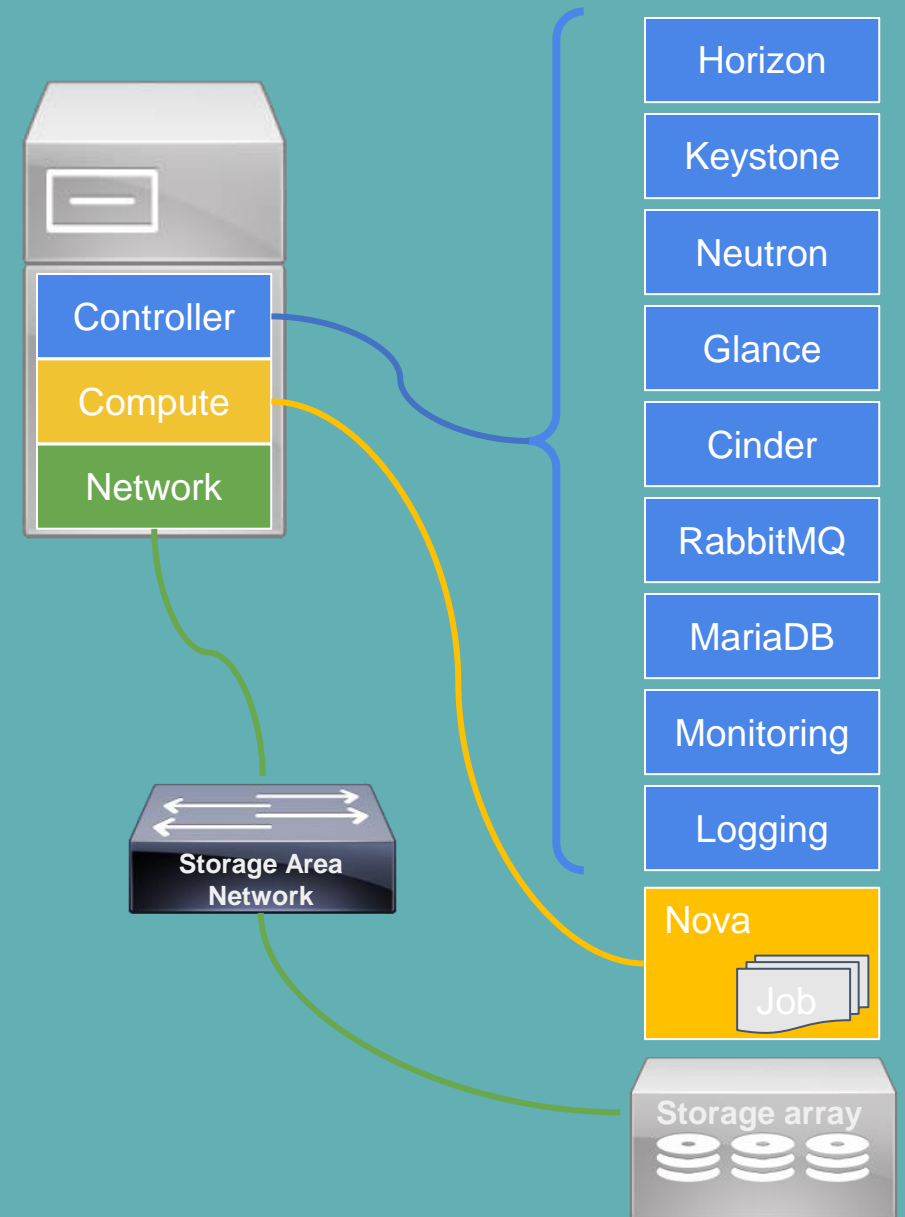 Controller
Compute
Network
Storage Area
Network
Horizon
Keystone
Neutron
Glance
Cinder
RabbitMQ
MariaDB
Monitoring
Logging
Nova
Job
Storage array